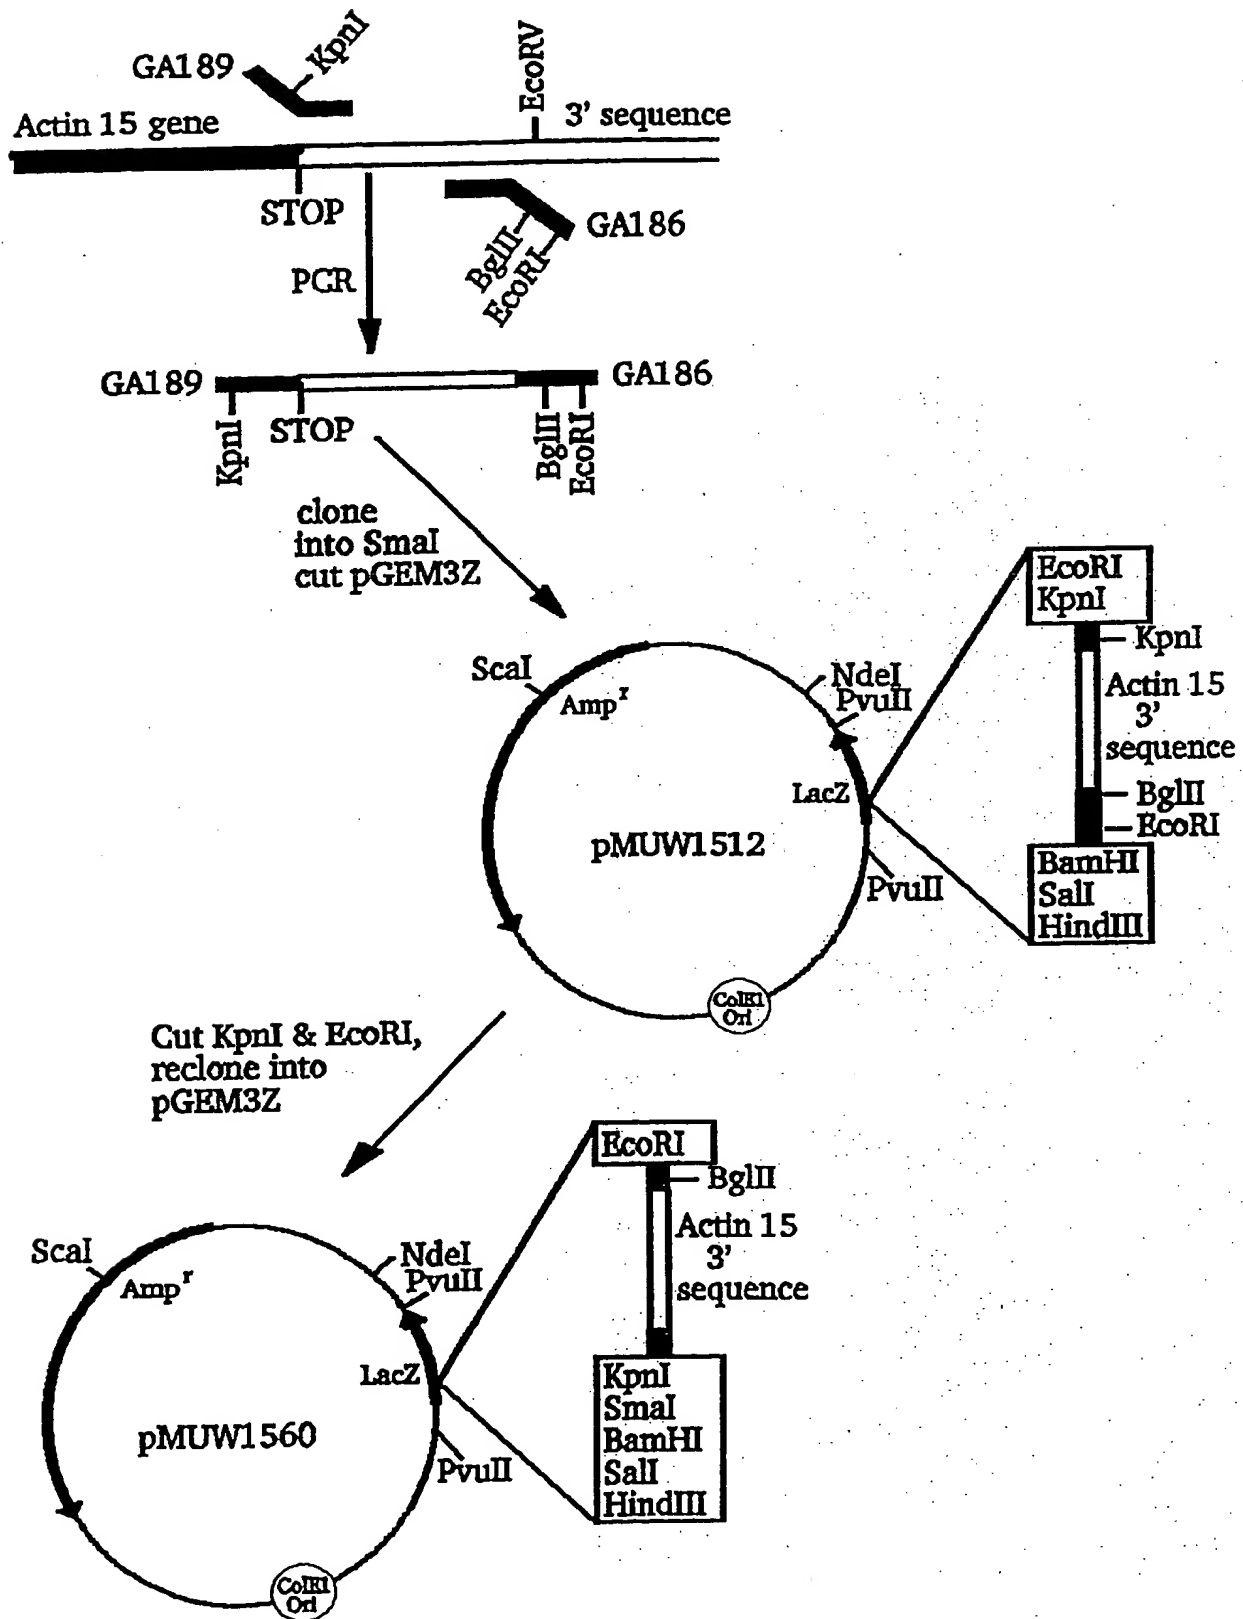 GA189
KpnI
EcoRV
3' sequence
Actin 15 gene
STOP
GA186
BglII
EcoRI
PCR
GA189
GA186
KpnI
STOP
BglII
EcoRI
clone
into SmaI
cut pGEM3Z
EcoRI
KpnI
KpnI
Actin 15
3'
sequence
BglII
EcoRI
BamHI
SalI
HindIII
ScaI
Amp r
NdeI
PvuII
LacZ
pMUW1512
PvuII
ColE1
Ori
Cut KpnI & EcoRI,
reclone into
pGEM3Z
EcoRI
BglII
Actin 15
3'
sequence
KpnI
SmaI
BamHI
SalI
HindIII
ScaI
Amp r
NdeI
PvuII
LacZ
pMUW1560
PvuII
ColE1
Ori